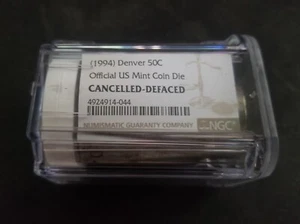 (1994) Denver 50C
Official US Mint Coin Die
CANCELLED-DEFACED
4924914-044
NUMISMATIC GUARANTY COMPANY
NGC